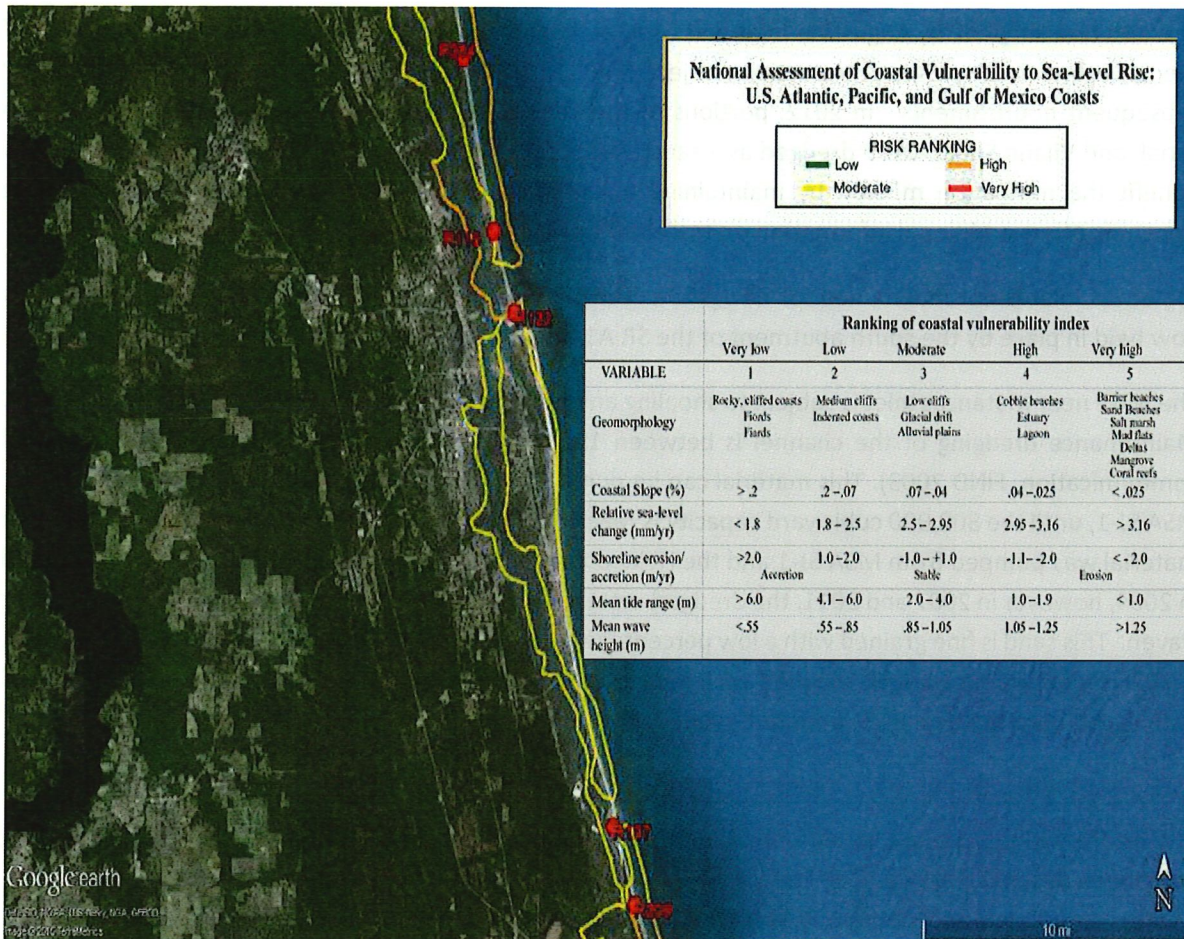 National Assessment of Coastal Vulnerability to Sea-Level Rise:
U.S. Atlantic, Pacific, and Gulf of Mexico Coasts
RISK RANKING
Low
High
Moderate
Very High
Ranking of coastal vulnerability index
Very low Low Moderate High Very high
VARIABLE 1 2 3 4 5
Geomorphology
Rocky, cliffed coasts
Fiords
Fiards
Medium cliffs
Indented coasts
Low cliffs
Glacial drift
Alluvial plains
Cobble beaches
Estuary
Lagoon
Barrier beaches
Sand Beaches
Salt marsh
Mud flats
Deltas
Mangrove
Coral reefs
Coastal Slope (%) > .2 .2 – .07 .07 – .04 .04 – .025 < .025
Relative sea-level
change (mm/yr) < 1.8 1.8 – 2.5 2.5 – 2.95 2.95 – 3.16 > 3.16
Shoreline erosion/
accretion (m/yr) >2.0 1.0 – 2.0 -1.0 – +1.0 -1.1 – -2.0 < - 2.0
Accretion Stable Erosion
Mean tide range (m) > 6.0 4.1 – 6.0 2.0 – 4.0 1.0 – 1.9 < 1.0
Mean wave
height (m) <.55 .55 – .85 .85 – 1.05 1.05 – 1.25 >1.25
Google earth
N
10 mi